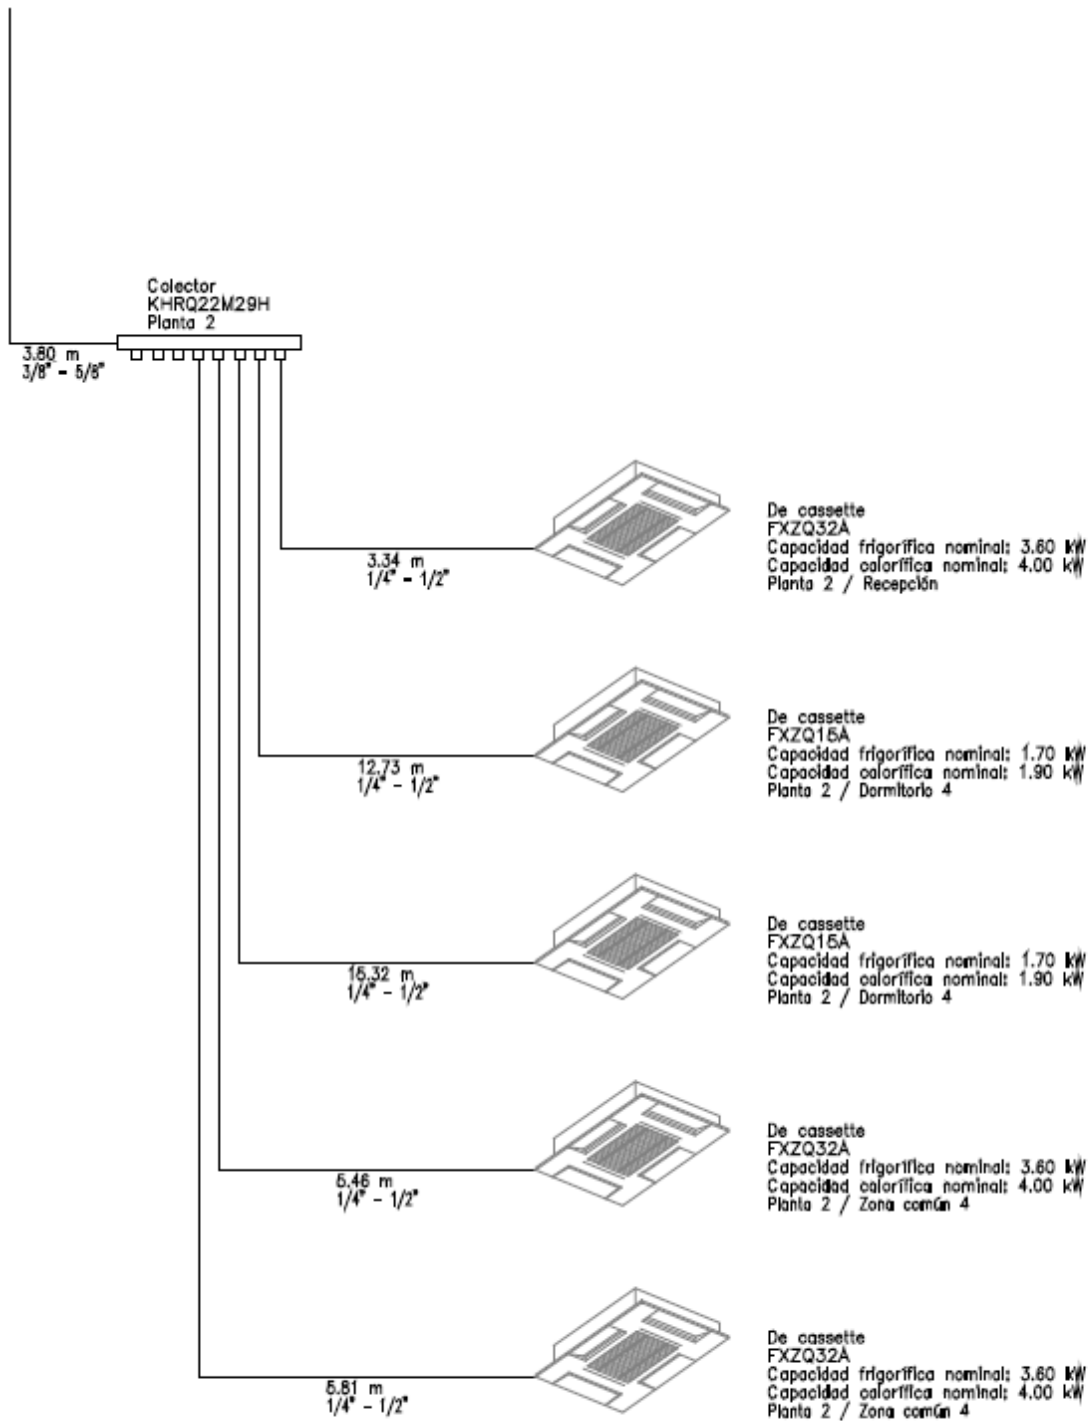 Colector
KHRQ22M29H
Planta 2
3.80 m
3/8" - 5/8"
De cassette
FXZQ32A
Capacidad frigorífica nominal: 3.60 kW
Capacidad calorífica nominal: 4.00 kW
Planta 2 / Recepción
3.34 m
1/4" - 1/2"
De cassette
FXZQ15A
Capacidad frigorífica nominal: 1.70 kW
Capacidad calorífica nominal: 1.90 kW
Planta 2 / Dormitorio 4
12.73 m
1/4" - 1/2"
De cassette
FXZQ15A
Capacidad frigorífica nominal: 1.70 kW
Capacidad calorífica nominal: 1.90 kW
Planta 2 / Dormitorio 4
15.32 m
1/4" - 1/2"
De cassette
FXZQ32A
Capacidad frigorífica nominal: 3.60 kW
Capacidad calorífica nominal: 4.00 kW
Planta 2 / Zona común 4
5.46 m
1/4" - 1/2"
De cassette
FXZQ32A
Capacidad frigorífica nominal: 3.60 kW
Capacidad calorífica nominal: 4.00 kW
Planta 2 / Zona común 4
5.81 m
1/4" - 1/2"